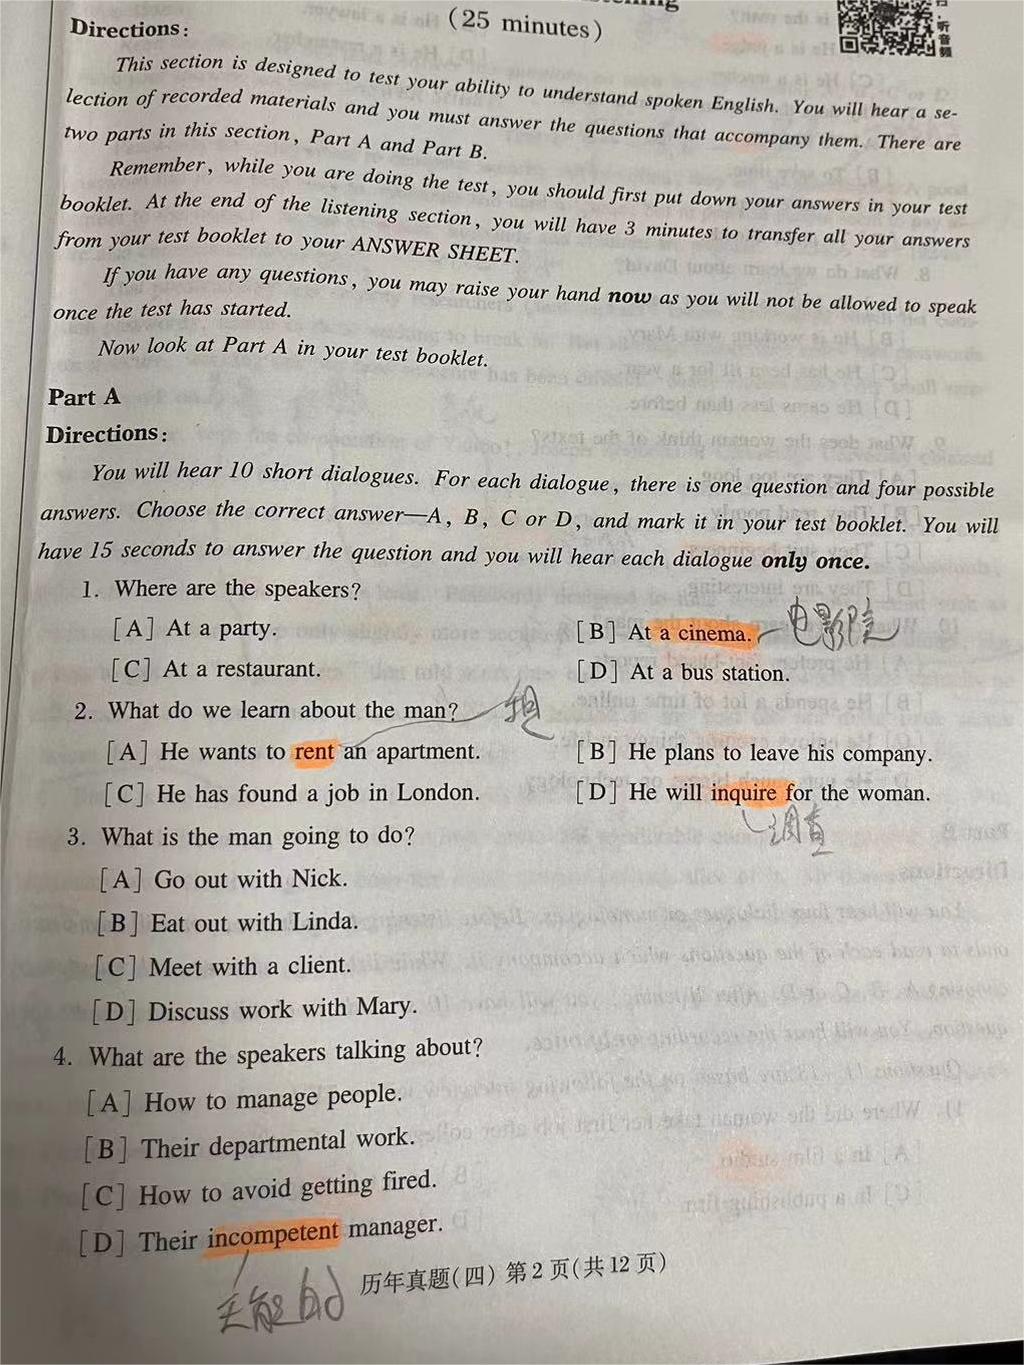 (25 minutes)
听音频
Directions:
This section is designed to test your ability to understand spoken English. You will hear a se-
lection of recorded materials and you must answer the questions that accompany them. There are
two parts in this section, Part A and Part B.
Remember, while you are doing the test, you should first put down your answers in your test
booklet. At the end of the listening section, you will have 3 minutes to transfer all your answers
from your test booklet to your ANSWER SHEET.
If you have any questions, you may raise your hand now as you will not be allowed to speak
once the test has started.
Now look at Part A in your test booklet.
Part A
Directions:
You will hear 10 short dialogues. For each dialogue, there is one question and four possible
answers. Choose the correct answer—A, B, C or D, and mark it in your test booklet. You will
have 15 seconds to answer the question and you will hear each dialogue only once.
1. Where are the speakers?
[A] At a party. [B] At a cinema. 电影院
[C] At a restaurant. [D] At a bus station.
2. What do we learn about the man? 租
[A] He wants to rent an apartment. [B] He plans to leave his company.
[C] He has found a job in London. [D] He will inquire for the woman.
调查
3. What is the man going to do?
[A] Go out with Nick.
[B] Eat out with Linda.
[C] Meet with a client.
[D] Discuss work with Mary.
4. What are the speakers talking about?
[A] How to manage people.
[B] Their departmental work.
[C] How to avoid getting fired.
[D] Their incompetent manager.
无能的
历年真题(四) 第2页(共12页)